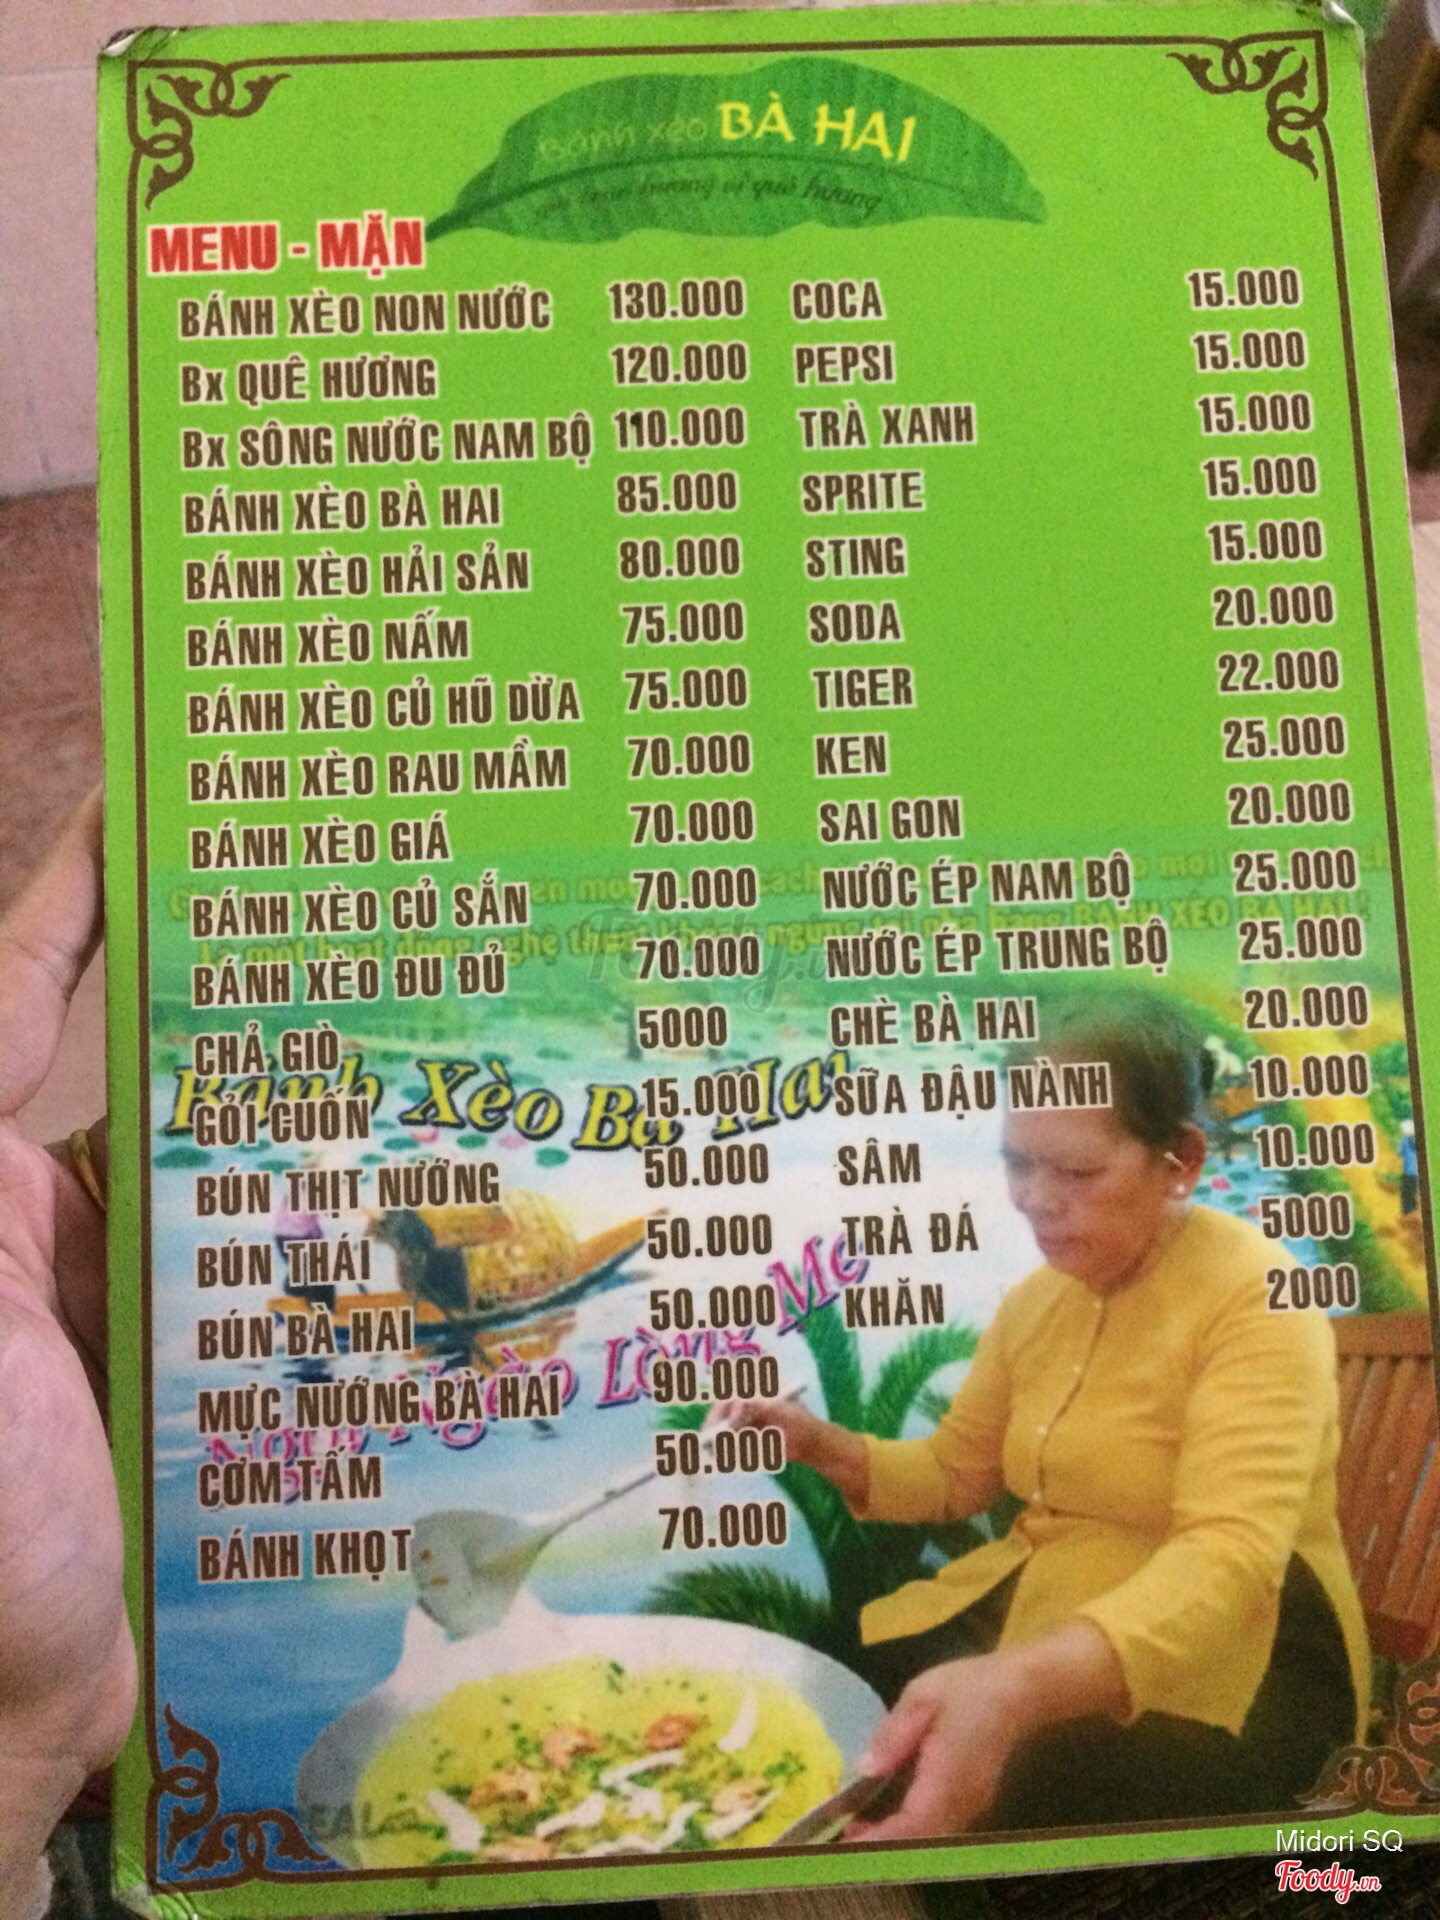 Bánh xèo BÀ HAI
hương vị quê hương
MENU - MẶN
BÁNH XÈO NON NƯỚC 130.000
Bx QUÊ HƯƠNG 120.000
Bx SÔNG NƯỚC NAM BỘ 110.000
BÁNH XÈO BÀ HAI 85.000
BÁNH XÈO HẢI SẢN 80.000
BÁNH XÈO NẤM 75.000
BÁNH XÈO CỦ HŨ DỪA 75.000
BÁNH XÈO RAU MẦM 70.000
BÁNH XÈO GIÁ 70.000
BÁNH XÈO CỦ SẮN 70.000
BÁNH XÈO ĐU ĐỦ 70.000
CHẢ GIÒ 5000
GỎI CUỐN 15.000
BÚN THỊT NƯỚNG 50.000
BÚN THÁI 50.000
BÚN BÀ HAI 50.000
MỰC NƯỚNG BÀ HAI 90.000
CƠM TẤM 50.000
BÁNH KHỌT 70.000
COCA 15.000
PEPSI 15.000
TRÀ XANH 15.000
SPRITE 15.000
STING 15.000
SODA 20.000
TIGER 22.000
KEN 25.000
SAI GON 20.000
NƯỚC ÉP NAM BỘ 25.000
NƯỚC ÉP TRUNG BỘ 25.000
CHÈ BÀ HAI 20.000
SỮA ĐẬU NÀNH 10.000
SÂM 10.000
TRÀ ĐÁ 5000
KHĂN 2000
Bánh Xèo Bà Hai
Ngọt Ngào Lòng Mẹ
Midori SQ
Foody.vn